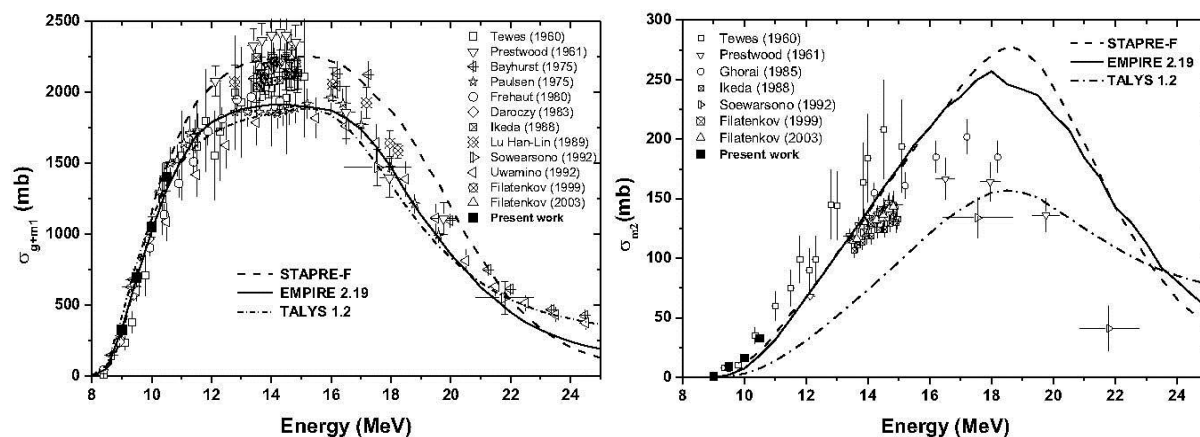 2500
2250
2000
1500
1000
500
0
8 10 12 14 16 18 20 22 24
σg+m1 (mb)
Energy (MeV)
Tewes (1960)
Prestwood (1961)
Bayhurst (1975)
Paulsen (1975)
Frehaut (1980)
Daroczy (1983)
Ikeda (1988)
Lu Han-Lin (1989)
Sowearsono (1992)
Uwamino (1992)
Filatenkov (1999)
Filatenkov (2003)
Present work
STAPRE-F
EMPIRE 2.19
TALYS 1.2
300
250
200
150
100
50
0
8 10 12 14 16 18 20 22 24
σm2 (mb)
Energy (MeV)
Tewes (1960)
Prestwood (1961)
Ghorai (1985)
Ikeda (1988)
Soewarsono (1992)
Filatenkov (1999)
Filatenkov (2003)
Present work
STAPRE-F
EMPIRE 2.19
TALYS 1.2